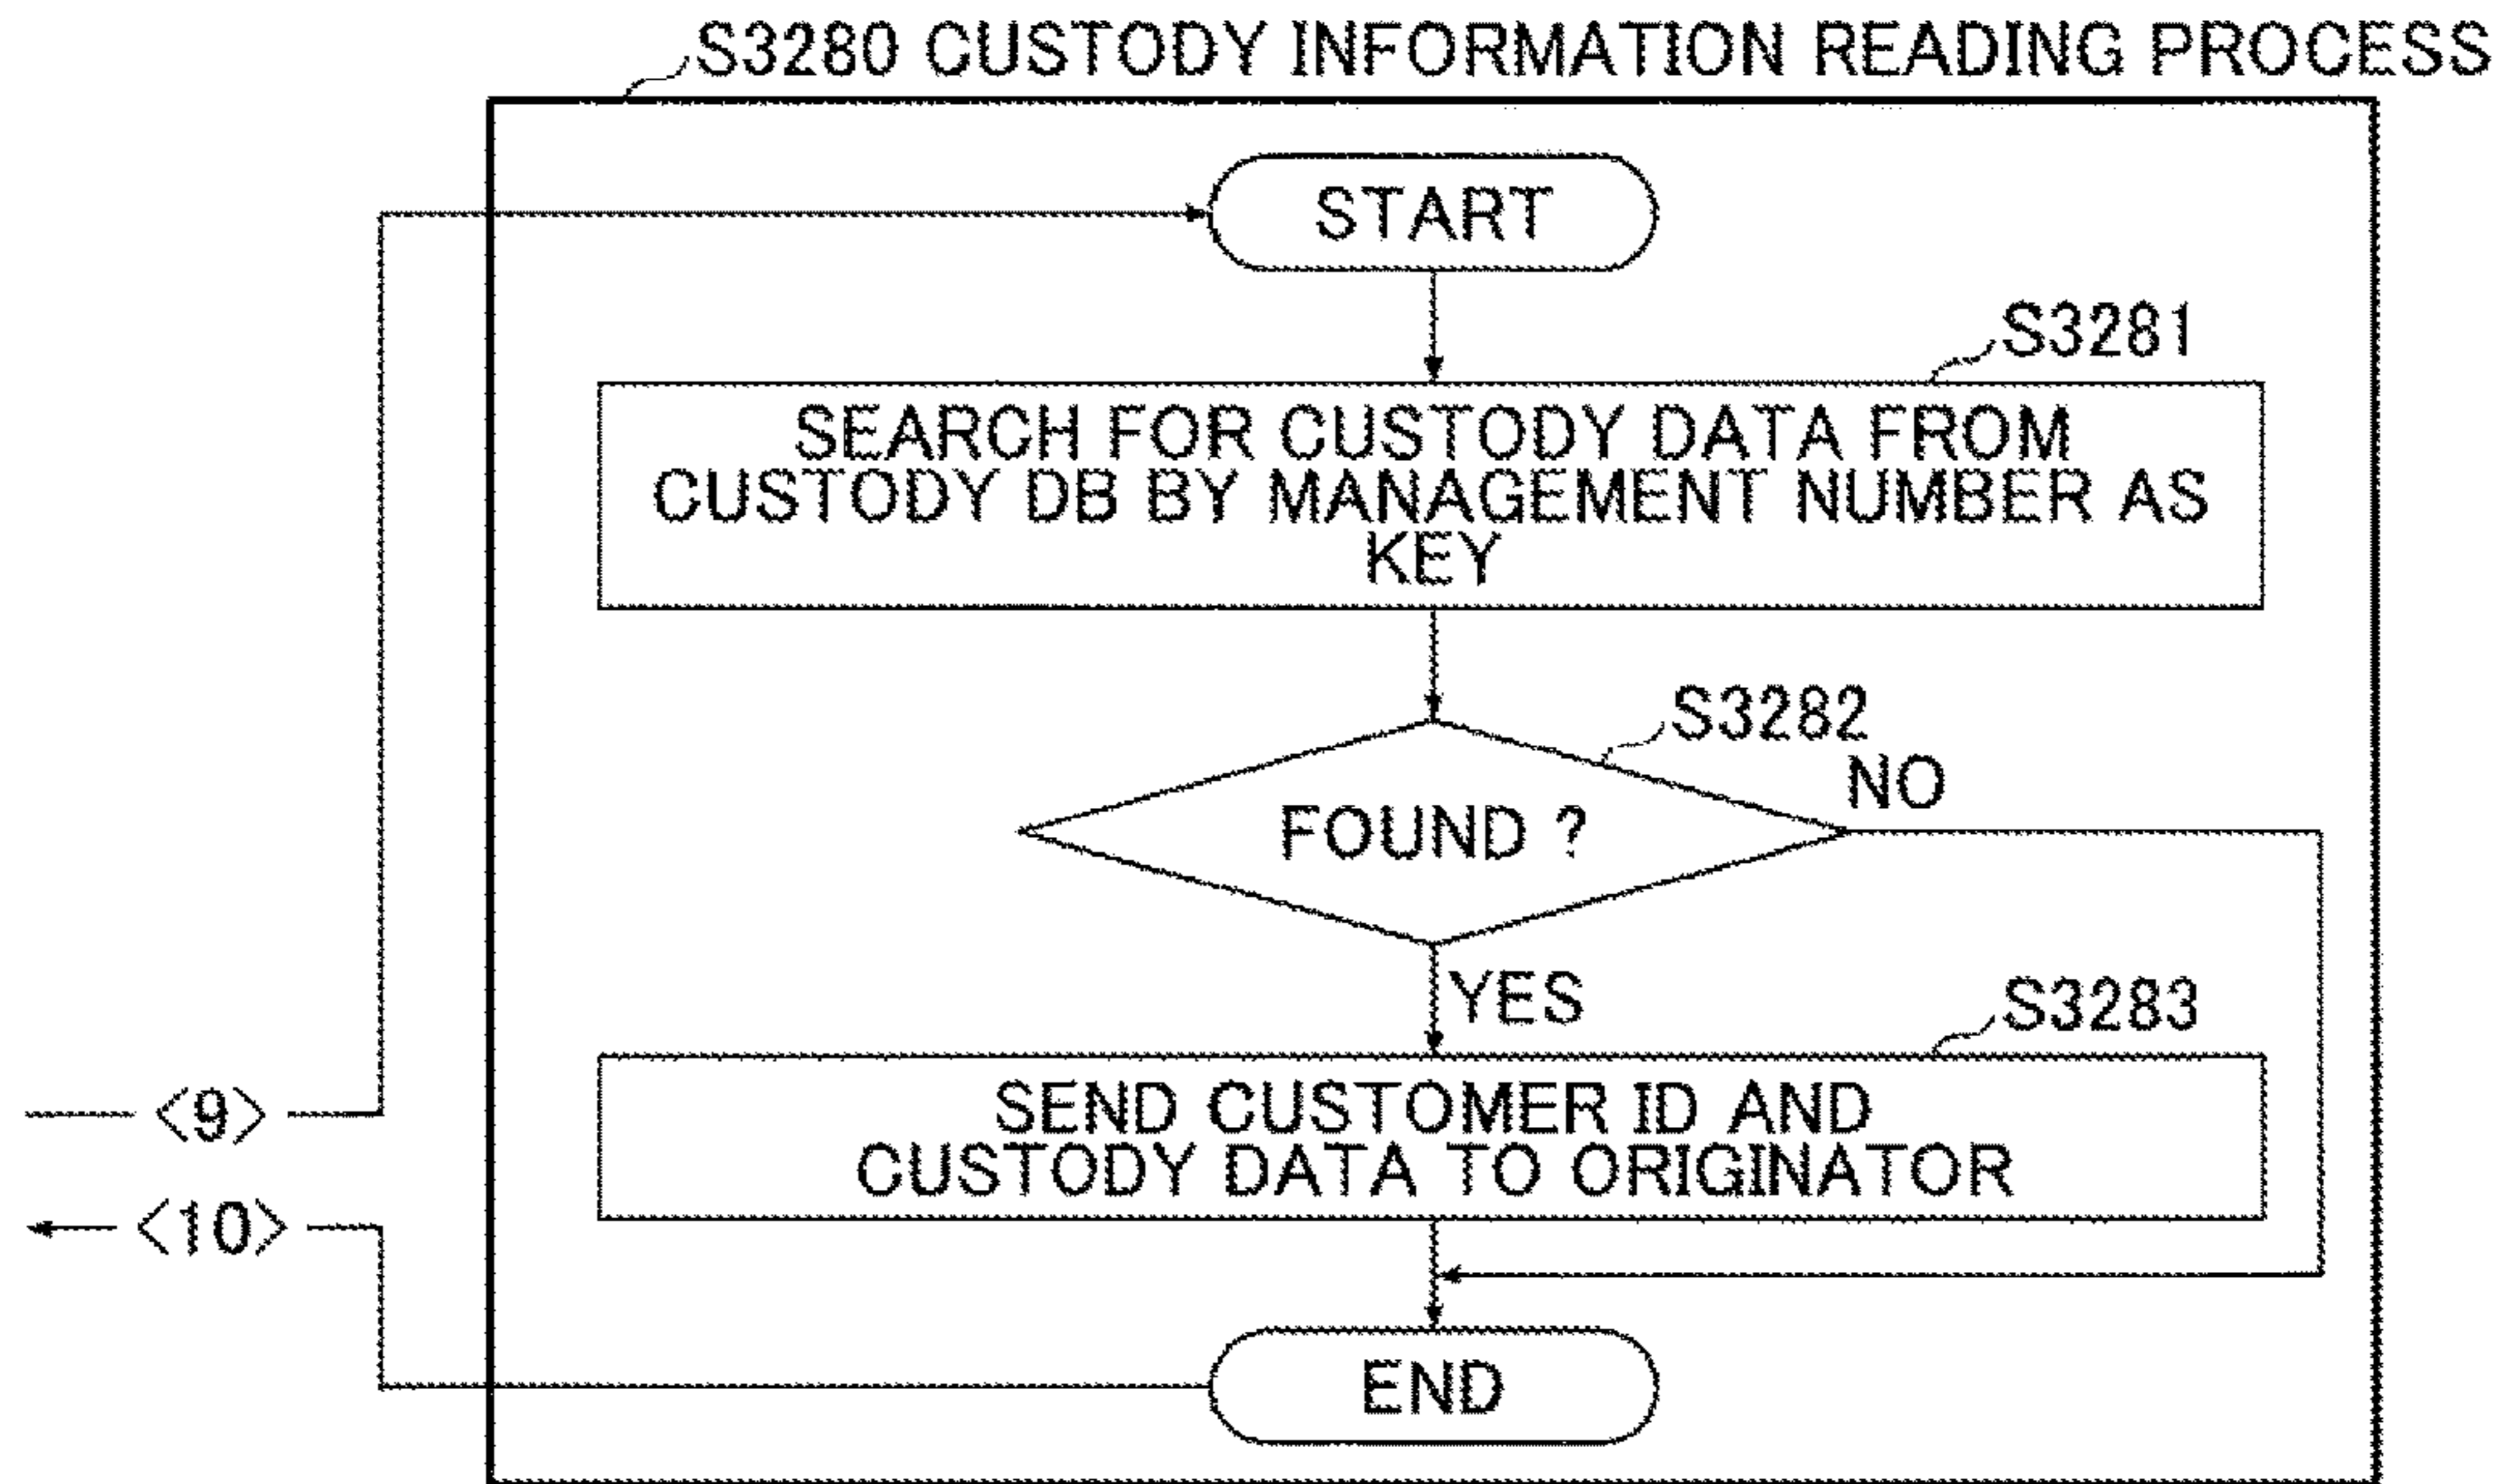 S3280 CUSTODY INFORMATION READING PROCESS
START
S3281
SEARCH FOR CUSTODY DATA FROM
CUSTODY DB BY MANAGEMENT NUMBER AS
KEY
S3282
NO
FOUND ?
YES
S3283
SEND CUSTOMER ID AND
CUSTODY DATA TO ORIGINATOR
<9>
<10>
END